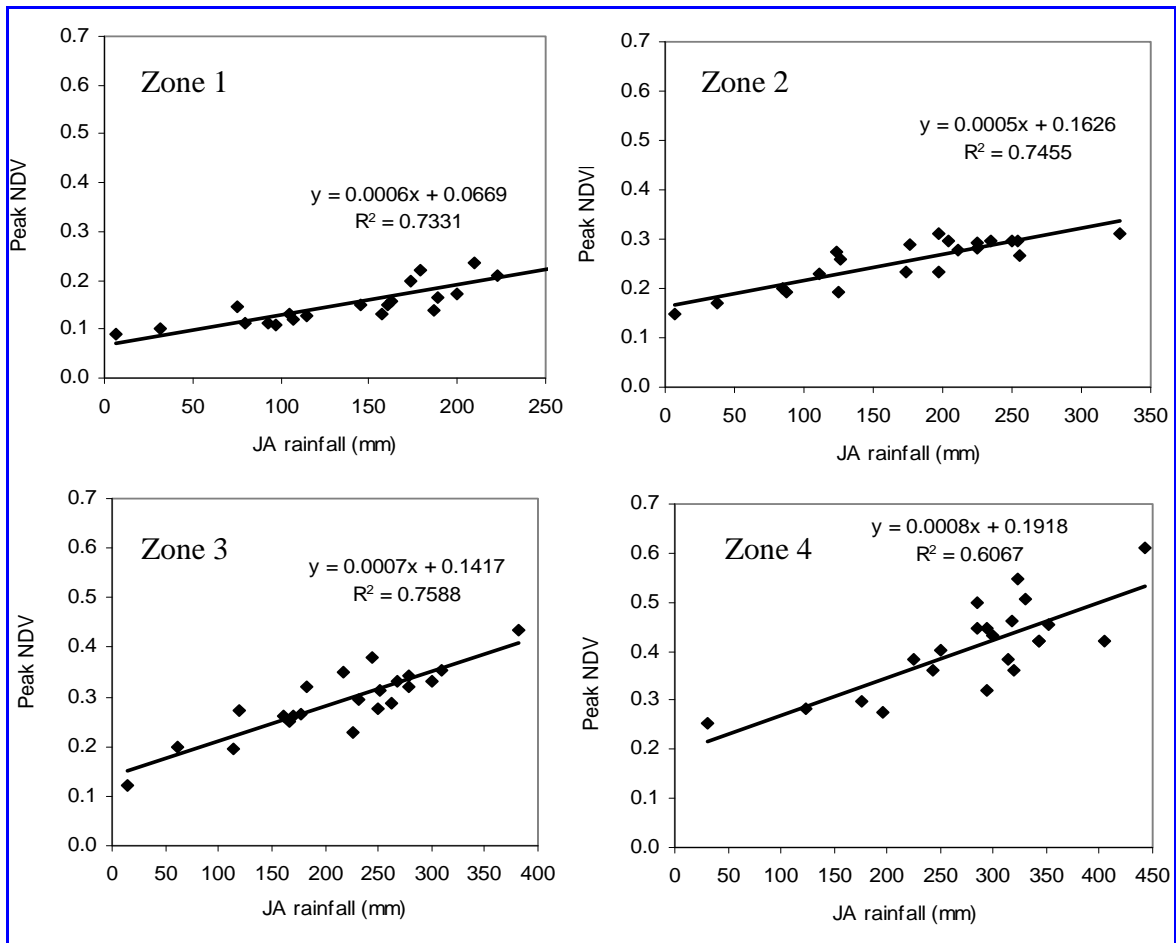 Zone 1
y = 0.0006x + 0.0669
R² = 0.7331
Peak NDV
0.7
0.6
0.5
0.4
0.3
0.2
0.1
0.0
0 50 100 150 200 250
JA rainfall (mm)
Zone 2
y = 0.0005x + 0.1626
R² = 0.7455
Peak NDVI
0.7
0.6
0.5
0.4
0.3
0.2
0.1
0.0
0 50 100 150 200 250 300 350
JA rainfall (mm)
Zone 3
y = 0.0007x + 0.1417
R² = 0.7588
Peak NDV
0.7
0.6
0.5
0.4
0.3
0.2
0.1
0.0
0 50 100 150 200 250 300 350 400
JA rainfall (mm)
Zone 4
y = 0.0008x + 0.1918
R² = 0.6067
Peak NDV
0.7
0.6
0.5
0.4
0.3
0.2
0.1
0.0
0 50 100 150 200 250 300 350 400 450
JA rainfall (mm)